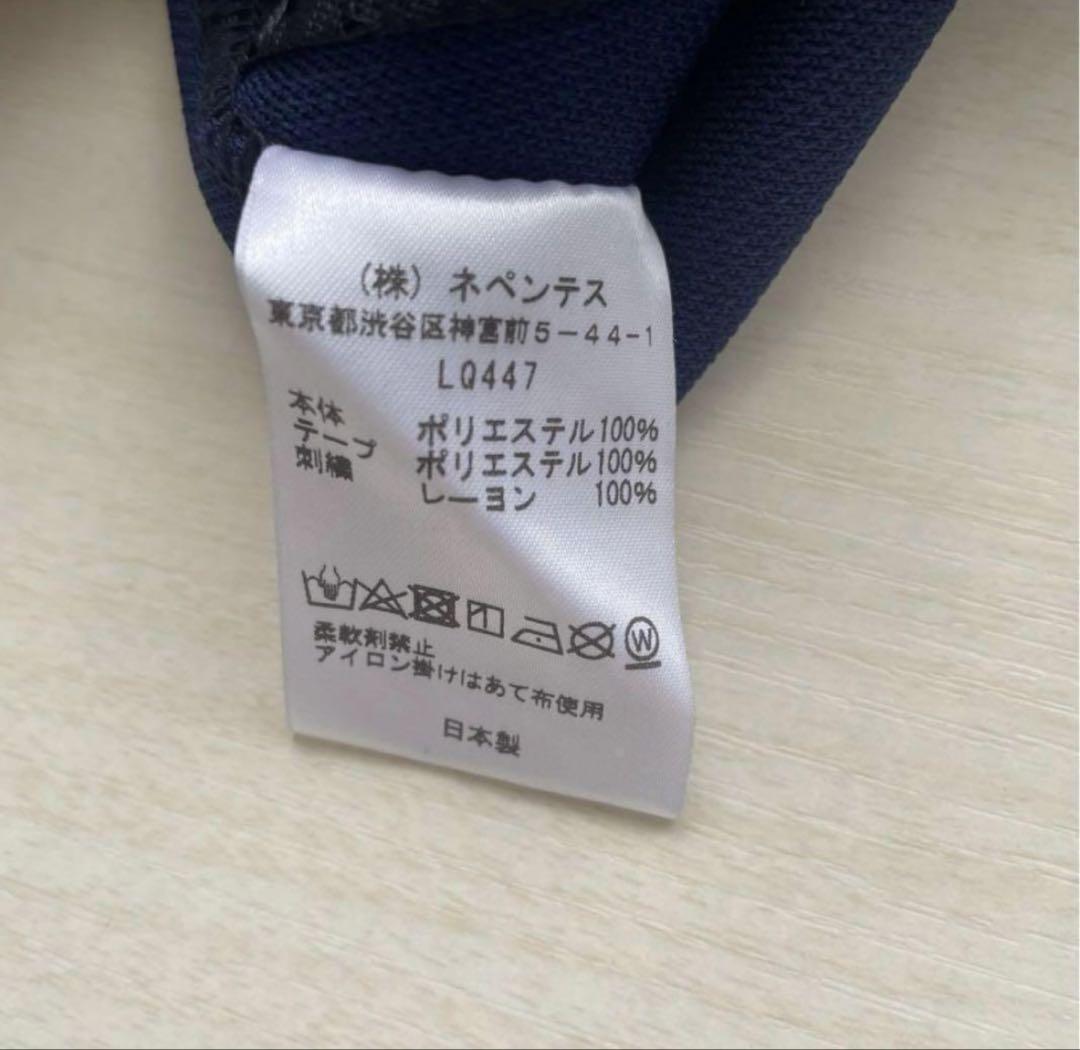 (株) ネペンテス
東京都渋谷区神宮前5-44-1
LQ447
本体 ポリエステル100%
テープ ポリエステル100%
刺繍 レーヨン 100%
W
柔軟剤禁止
アイロン掛けはあて布使用
日本製